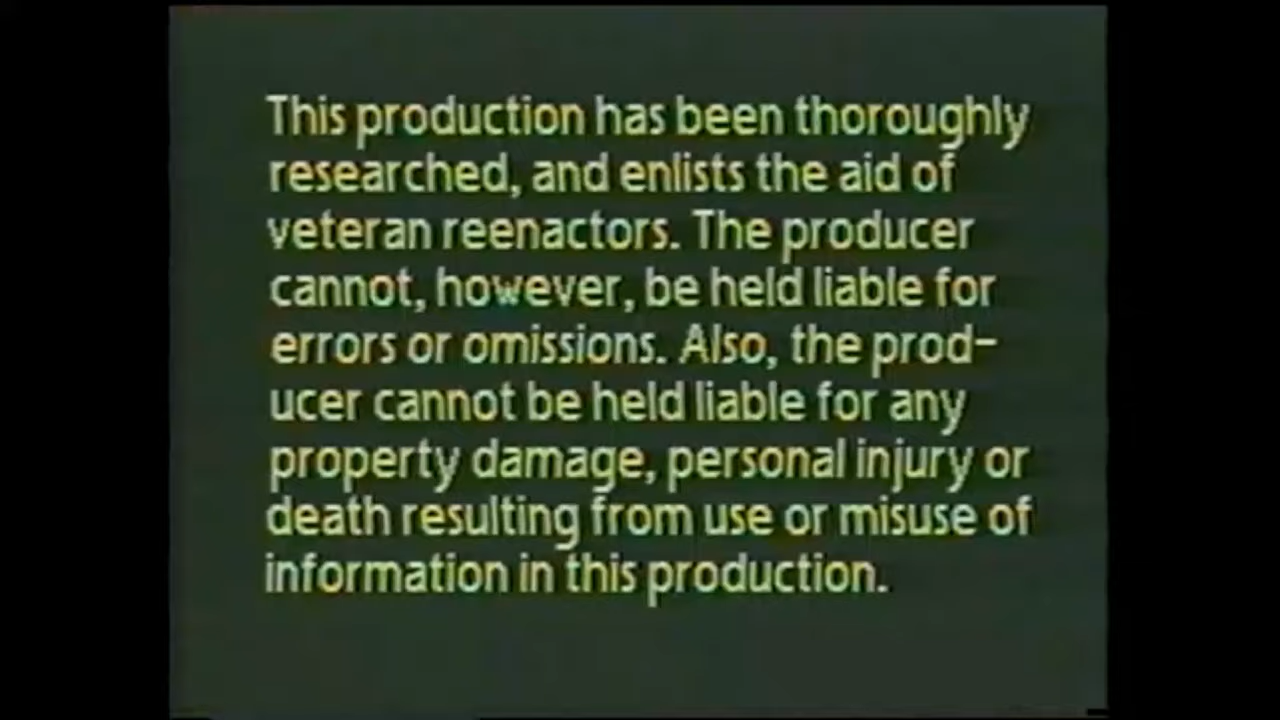 This production has been thoroughly
researched, and enlists the aid of
veteran reenactors. The producer
cannot, however, be held liable for
errors or omissions. Also, the prod-
ucer cannot be held liable for any
property damage, personal injury or
death resulting from use or misuse of
information in this production.